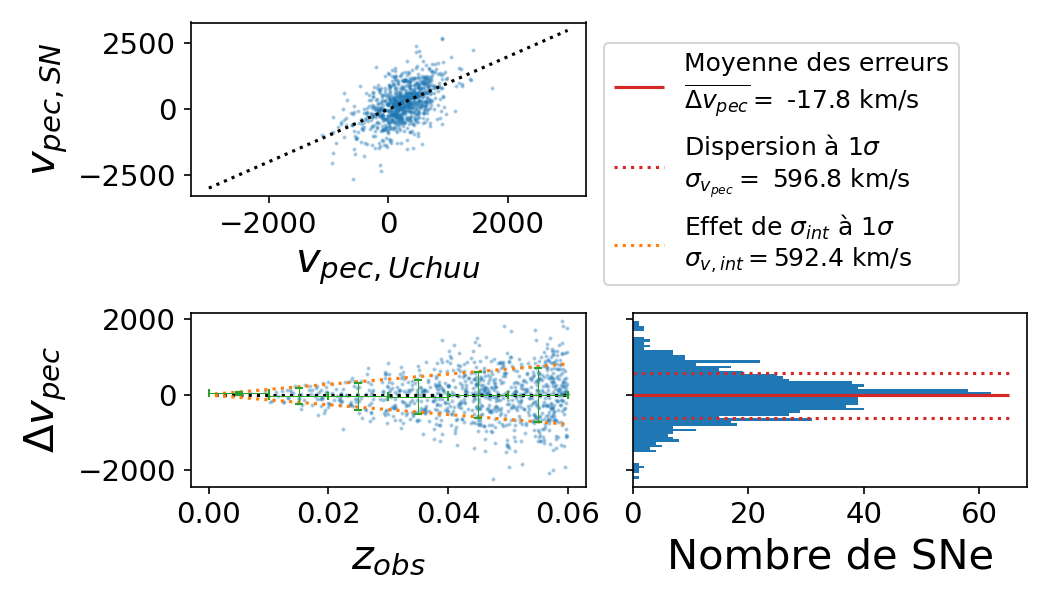 2500
0
−2500
v_{pec, SN}
−2000 0 2000
v_{pec, Uchuu}
Moyenne des erreurs
\overline{Δv_{pec}} = -17.8 km/s
Dispersion à 1σ
σ_{v_{pec}} = 596.8 km/s
Effet de σ_{int} à 1σ
σ_{v, int} = 592.4 km/s
2000
0
−2000
Δv_{pec}
0.00 0.02 0.04 0.06
z_{obs}
0 20 40 60
Nombre de SNe